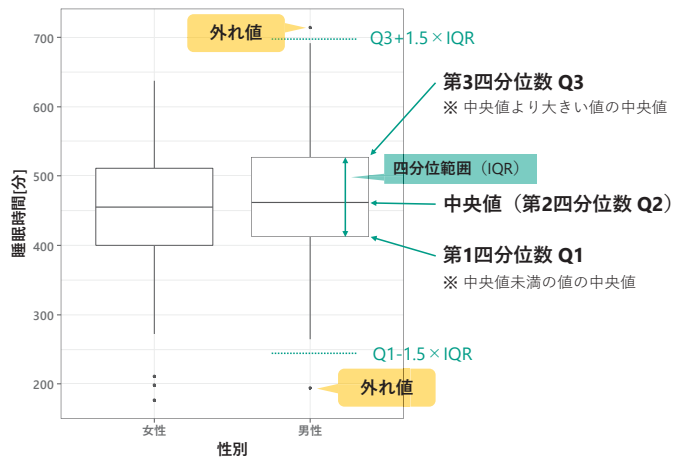 外れ値
Q3+1.5×IQR
700
第3四分位数 Q3
※ 中央値より大きい値の中央値
600
四分位範囲（IQR）
500
中央値（第2四分位数 Q2）
睡眠時間[分]
400
第1四分位数 Q1
※ 中央値未満の値の中央値
300
Q1-1.5×IQR
200
外れ値
女性
男性
性別